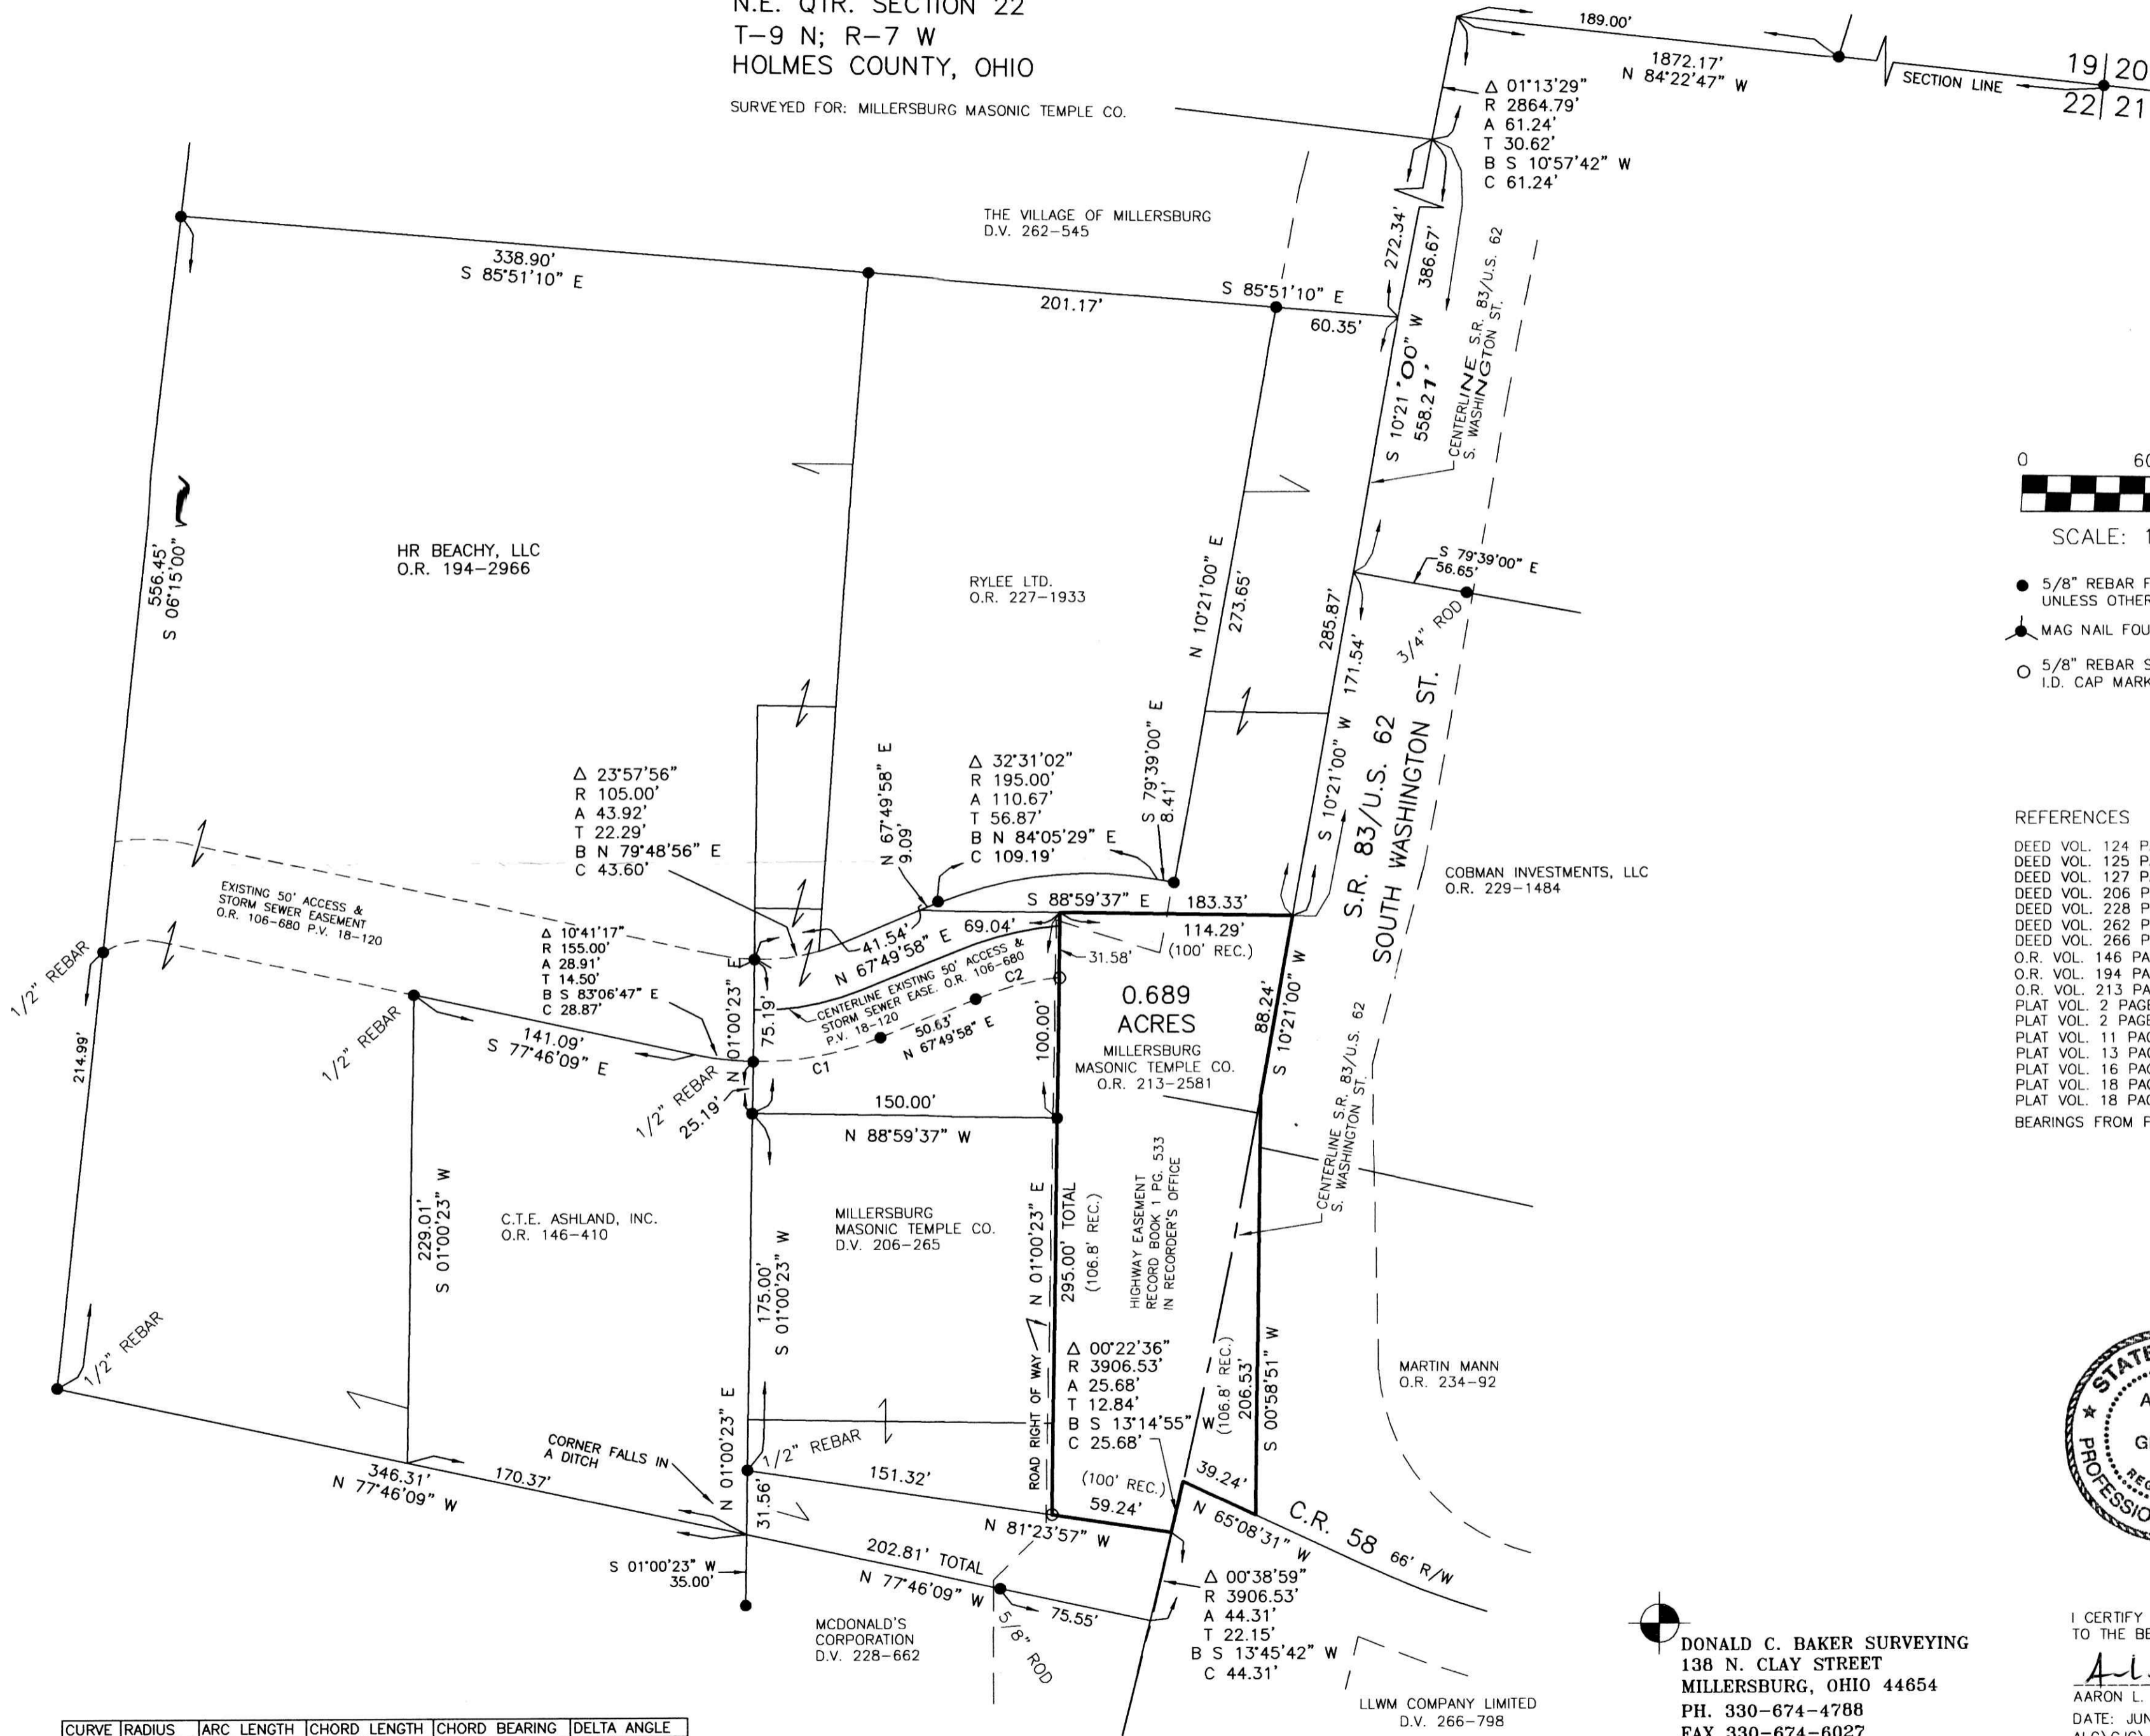 N.E. QTR. SECTION 22
T-9 N; R-7 W
HOLMES COUNTY, OHIO
SURVEYED FOR: MILLERSBURG MASONIC TEMPLE CO.
189.00'
1872.17'
N 84°22'47" W
SECTION LINE
19 20
22 21
Δ 01°13'29"
R 2864.79'
A 61.24'
T 30.62'
B S 10°57'42" W
C 61.24'
THE VILLAGE OF MILLERSBURG
D.V. 262-545
338.90'
S 85°51'10" E
201.17'
S 85°51'10" E
60.35'
272.34'
386.67'
S 10°21'00" W
558.21'
CENTERLINE S.R. 83/U.S. 62
S. WASHINGTON ST.
556.45'
S 06°15'00" W
HR BEACHY, LLC
O.R. 194-2966
RYLEE LTD.
O.R. 227-1933
N 10°21'00" E
273.65'
285.87'
S 10°21'00" W 171.54'
S 79°39'00" E
56.65'
3/4" ROD
S.R. 83/U.S. 62
SOUTH WASHINGTON ST.
0 60
SCALE: 1
5/8" REBAR F
UNLESS OTHER
MAG NAIL FOU
5/8" REBAR S
I.D. CAP MARK
Δ 23°57'56"
R 105.00'
A 43.92'
T 22.29'
B N 79°48'56" E
C 43.60'
N 67°49'58" E
9.09'
Δ 32°31'02"
R 195.00'
A 110.67'
T 56.87'
B N 84°05'29" E
C 109.19'
S 79°39'00" E
8.41'
COBMAN INVESTMENTS, LLC
O.R. 229-1484
REFERENCES
DEED VOL. 124 P
DEED VOL. 125 P
DEED VOL. 127 P
DEED VOL. 206 P
DEED VOL. 228 P
DEED VOL. 262 P
DEED VOL. 266 P
O.R. VOL. 146 PA
O.R. VOL. 194 PA
O.R. VOL. 213 PA
PLAT VOL. 2 PAGE
PLAT VOL. 2 PAGE
PLAT VOL. 11 PAG
PLAT VOL. 13 PAG
PLAT VOL. 16 PAG
PLAT VOL. 18 PAG
PLAT VOL. 18 PAG
BEARINGS FROM P
EXISTING 50' ACCESS &
STORM SEWER EASEMENT
O.R. 106-680 P.V. 18-120
1/2" REBAR
214.99'
Δ 10°41'17"
R 155.00'
A 28.91'
T 14.50'
B S 83°06'47" E
C 28.87'
1/2" REBAR
141.09'
S 77°46'09" E
N 01°00'23" E
75.19'
41.54'
N 67°49'58" E
69.04'
S 88°59'37" E
183.33'
114.29'
(100' REC.)
31.58'
CENTERLINE EXISTING 50' ACCESS &
STORM SEWER EASE. O.R. 106-680
P.V. 18-120
C2
50.63'
N 67°49'58" E
C1
1/2" REBAR
25.19'
150.00'
N 88°59'37" W
100.00'
0.689
ACRES
MILLERSBURG
MASONIC TEMPLE CO.
O.R. 213-2581
88.24'
S 10°21'00" W
CENTERLINE S.R. 83/U.S. 62
S. WASHINGTON ST.
229.01'
S 01°00'23" W
C.T.E. ASHLAND, INC.
O.R. 146-410
175.00'
S 01°00'23" W
MILLERSBURG
MASONIC TEMPLE CO.
D.V. 206-265
ROAD RIGHT OF WAY
N 01°00'23" E
295.00' TOTAL
(106.8' REC.)
HIGHWAY EASEMENT
RECORD BOOK 1 PG. 533
IN RECORDER'S OFFICE
Δ 00°22'36"
R 3906.53'
A 25.68'
T 12.84'
B S 13°14'55" W
C 25.68'
(106.8' REC.)
206.53'
S 00°58'51" W
MARTIN MANN
O.R. 234-92
1/2" REBAR
CORNER FALLS IN
A DITCH
N 01°00'23" E
31.56'
1/2" REBAR
346.31'
N 77°46'09" W
170.37'
151.32'
N 81°23'57" W
(100' REC.)
59.24'
39.24'
N 65°08'31" W
C.R. 58 66' R/W
S 01°00'23" W
35.00'
202.81' TOTAL
N 77°46'09" W
75.55'
5/8" ROD
MCDONALD'S
CORPORATION
D.V. 228-662
Δ 00°38'59"
R 3906.53'
A 44.31'
T 22.15'
B S 13°45'42" W
C 44.31'
LLWM COMPANY LIMITED
D.V. 266-798
DONALD C. BAKER SURVEYING
138 N. CLAY STREET
MILLERSBURG, OHIO 44654
PH. 330-674-4788
FAX 330-674-6027
STATE
PROFESSIO
I CERTIFY
TO THE BE
AARON L.
DATE: JUN
CURVE RADIUS ARC LENGTH CHORD LENGTH CHORD BEARING DELTA ANGLE